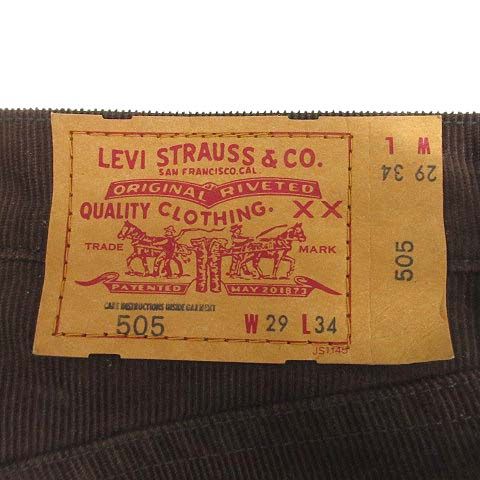 LEVI STRAUSS & CO.
SAN FRANCISCO, CAL.
ORIGINAL RIVETED
QUALITY CLOTHING. XX
TRADE MARK
PATENTED MAY 20 1873
CARE INSTRUCTIONS INSIDE GARMENT
505 W 29 L 34
W L
29 34
505